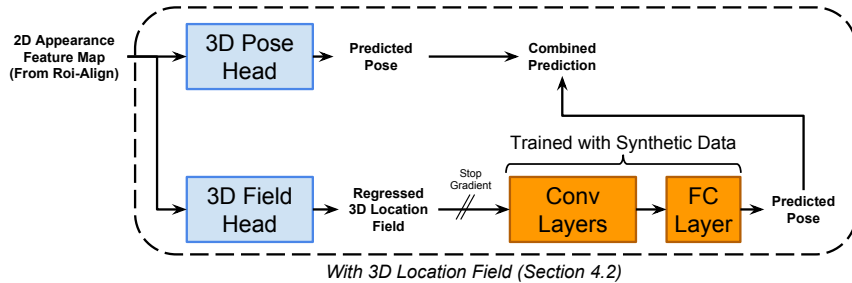 2D Appearance
Feature Map
(From Roi-Align)
3D Pose
Head
Predicted
Pose
Combined
Prediction
Trained with Synthetic Data
3D Field
Head
Regressed
3D Location
Field
Stop
Gradient
Conv
Layers
FC
Layer
Predicted
Pose
With 3D Location Field (Section 4.2)